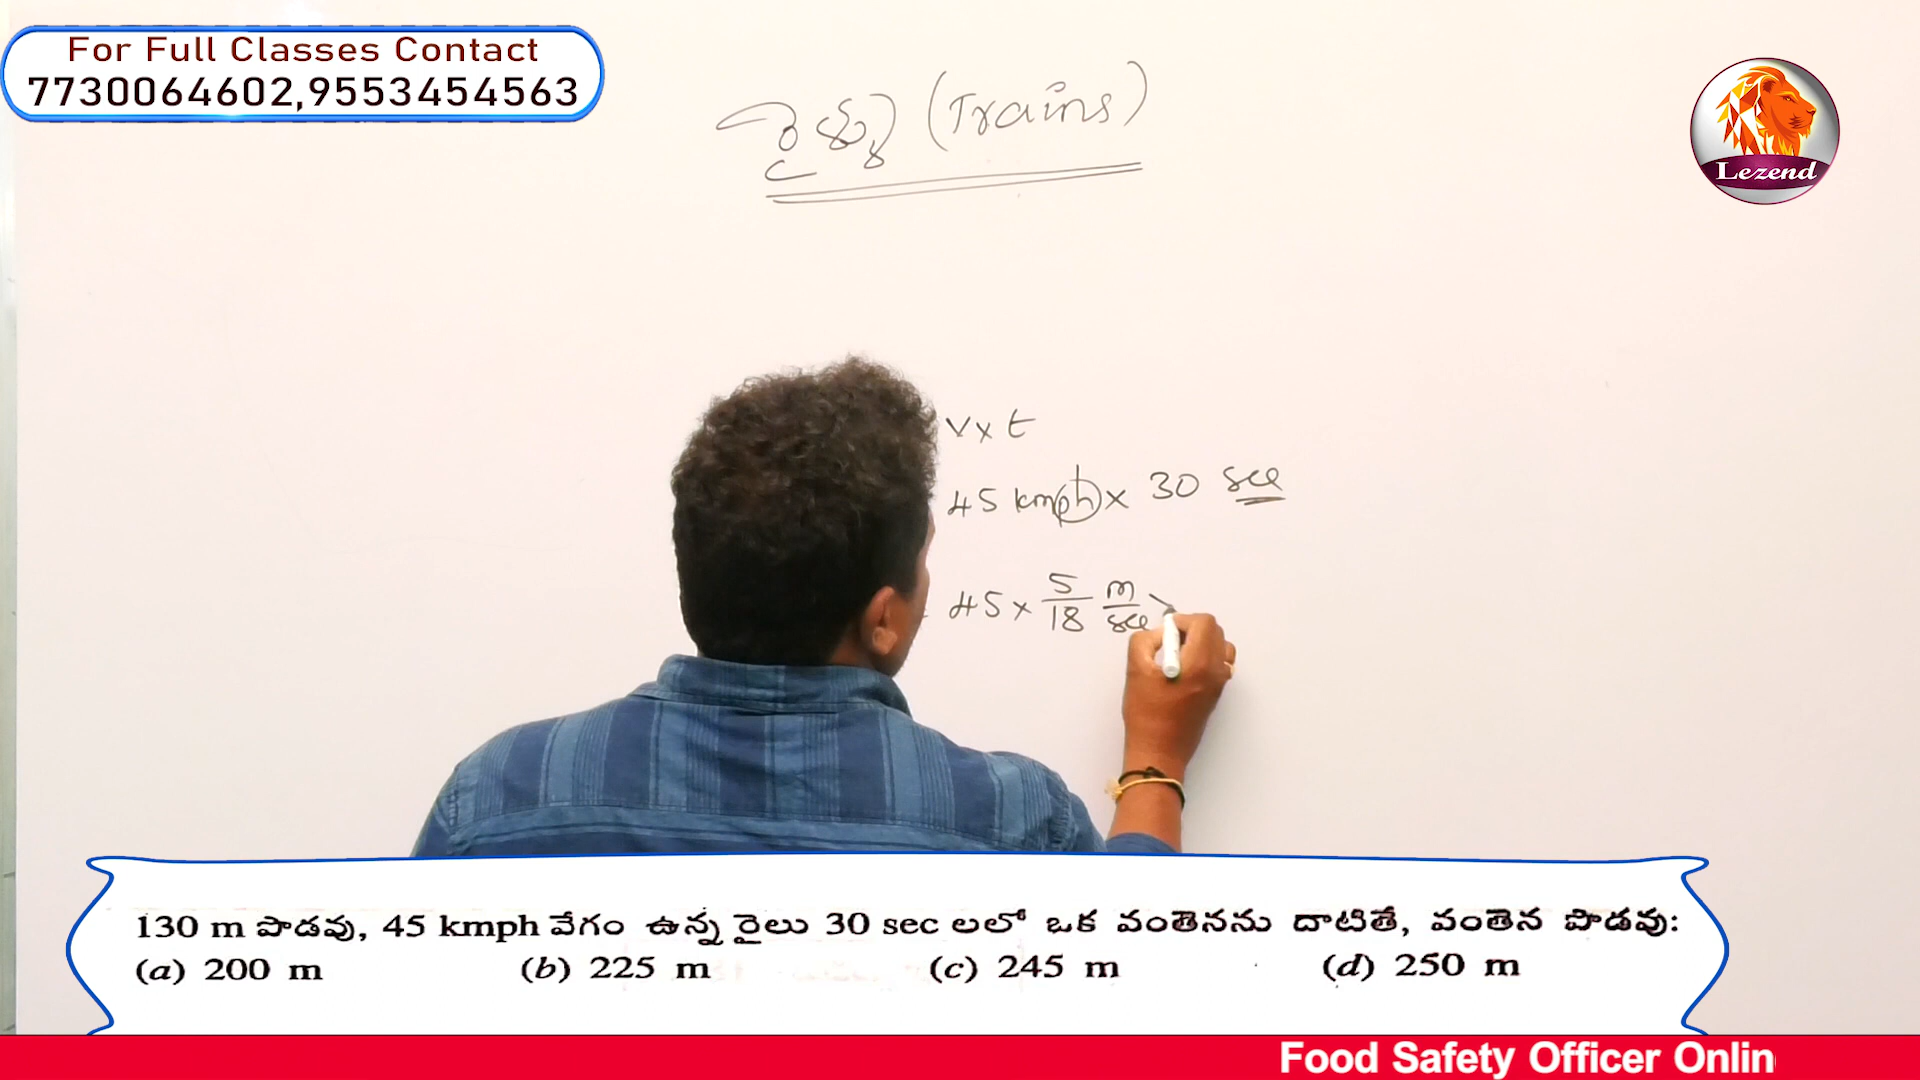 For Full Classes Contact
7730064602,9553454563
(Trains)
Lezend
v x t
45 kmph x 30 sec
45 x 5/18 m/sec x
130 m పొడవు, 45 kmph వేగం ఉన్న రైలు 30 sec లలో ఒక వంతెనను దాటితే, వంతెన పొడవు:
(a) 200 m (b) 225 m (c) 245 m (d) 250 m
Food Safety Officer Onlin